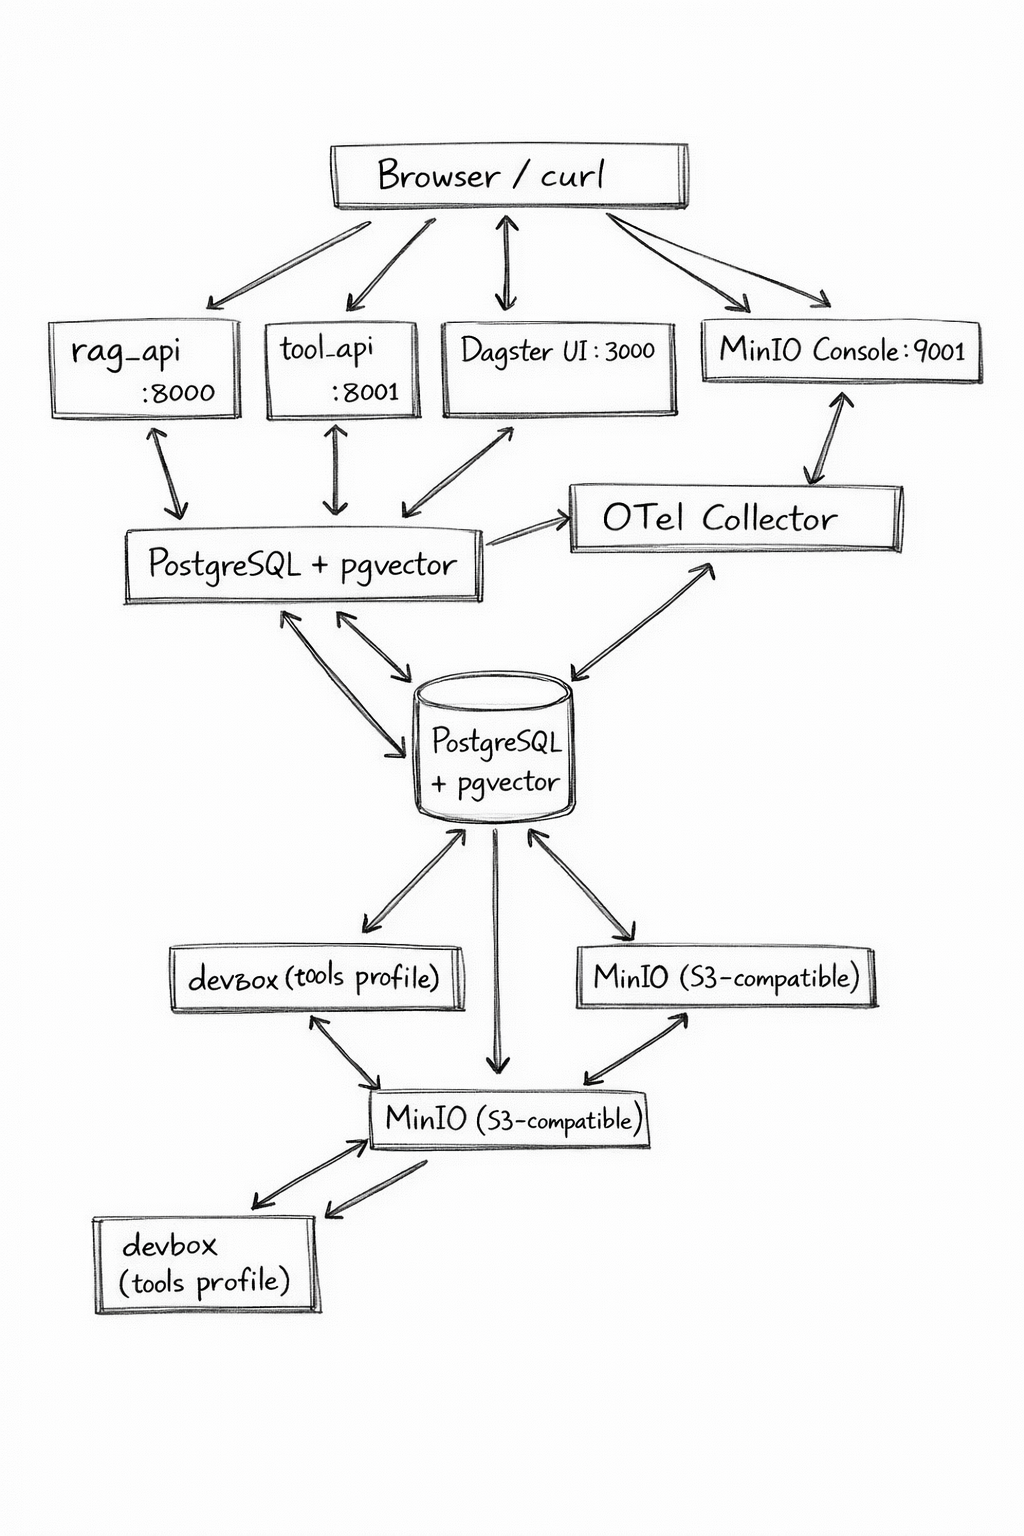 Browser / curl
rag_api
:8000
tool_api
:8001
Dagster UI : 3000
MinIO Console : 9001
OTel Collector
PostgreSQL + pgvector
PostgreSQL
+ pgvector
devzox (tools profile)
MinIO (S3-compatible)
MinIO (S3-compatible)
devbox
(tools profile)